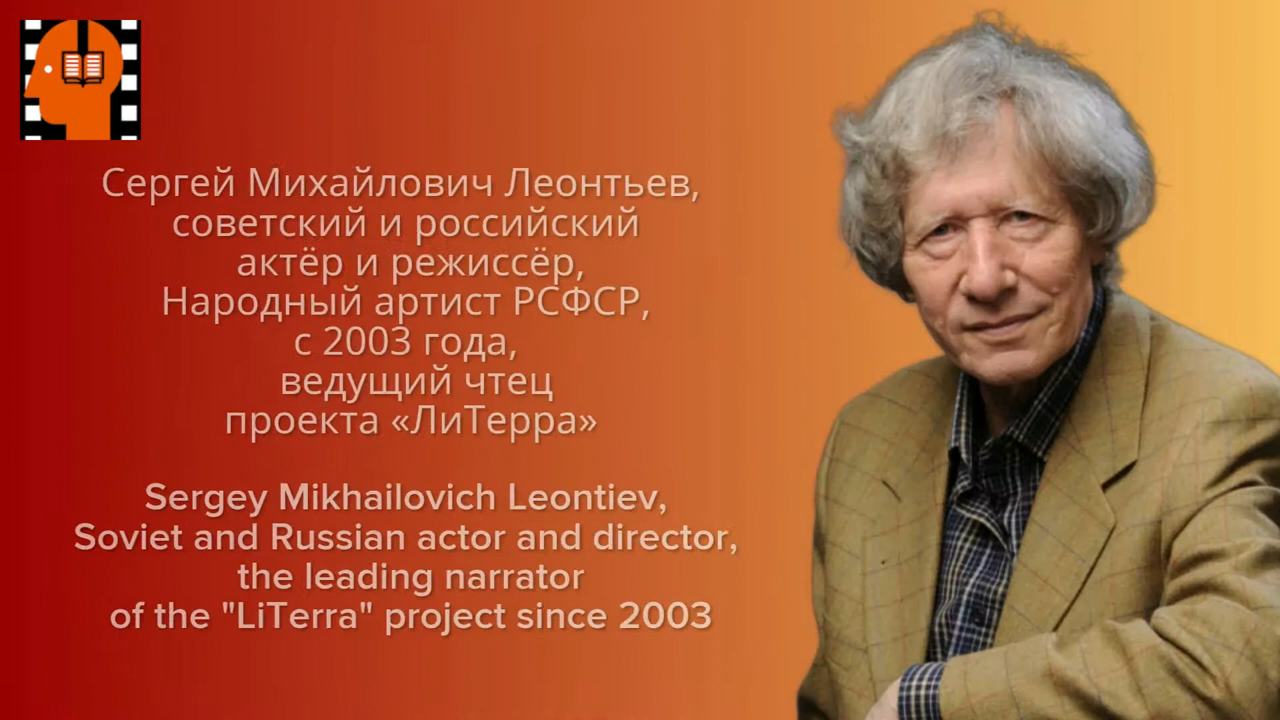 Сергей Михайлович Леонтьев,
советский и российский
актёр и режиссёр,
Народный артист РСФСР,
с 2003 года,
ведущий чтец
проекта «ЛиТерра»
Sergey Mikhailovich Leontiev,
Soviet and Russian actor and director,
the leading narrator
of the "LiTerra" project since 2003